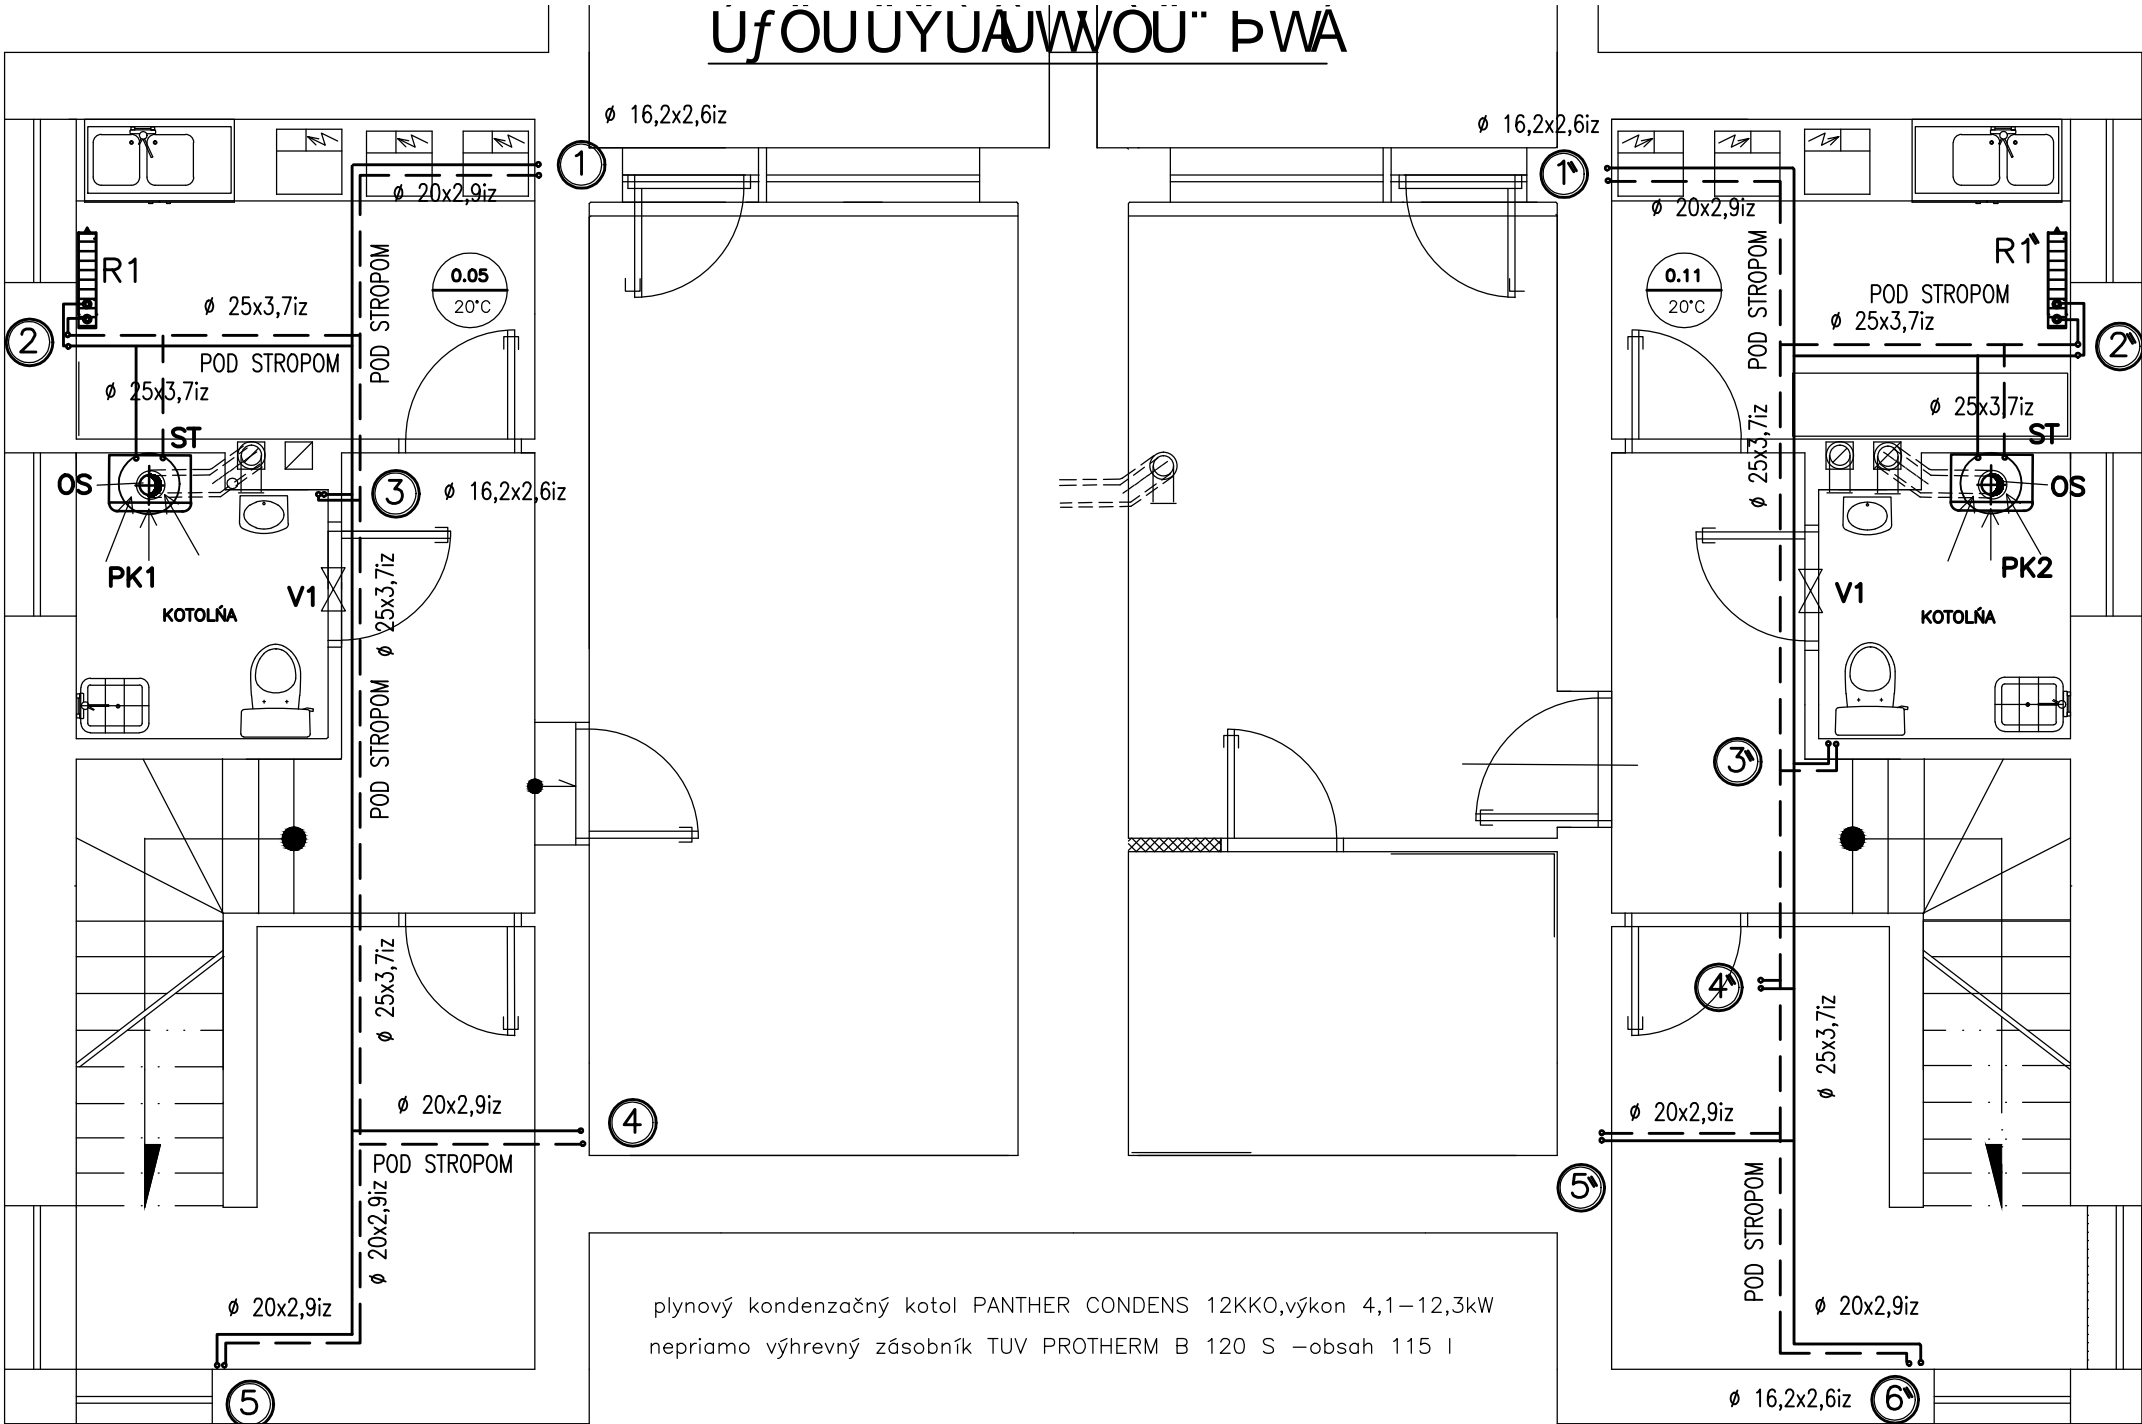 UƒOUUYUAUWWOU¨ ÞWA
ø 16,2x2,6iz
ø 16,2x2,6iz
1
1"
ø 20x2,9iz
ø 20x2,9iz
R1
R1"
POD STROPOM
POD STROPOM
0.05
20°C
0.11
20°C
ø 25x3,7iz
POD STROPOM
ø 25x3,7iz
2
2"
POD STROPOM
ø 25x3,7iz
ø 25x3,7iz
ø 25x3,7iz
ST
ST
OS
OS
3
ø 16,2x2,6iz
PK1
PK2
V1
V1
ø 25x3,7iz
KOTOLŃA
KOTOLŃA
POD STROPOM
3"
ø 25x3,7iz
4"
ø 25x3,7iz
ø 20x2,9iz
4
ø 20x2,9iz
POD STROPOM
5"
ø 20x2,9iz
POD STROPOM
ø 20x2,9iz
ø 20x2,9iz
plynový kondenzačný kotol PANTHER CONDENS 12KKO,výkon 4,1–12,3kW
nepriamo výhrevný zásobník TUV PROTHERM B 120 S –obsah 115 l
5
ø 16,2x2,6iz
6"